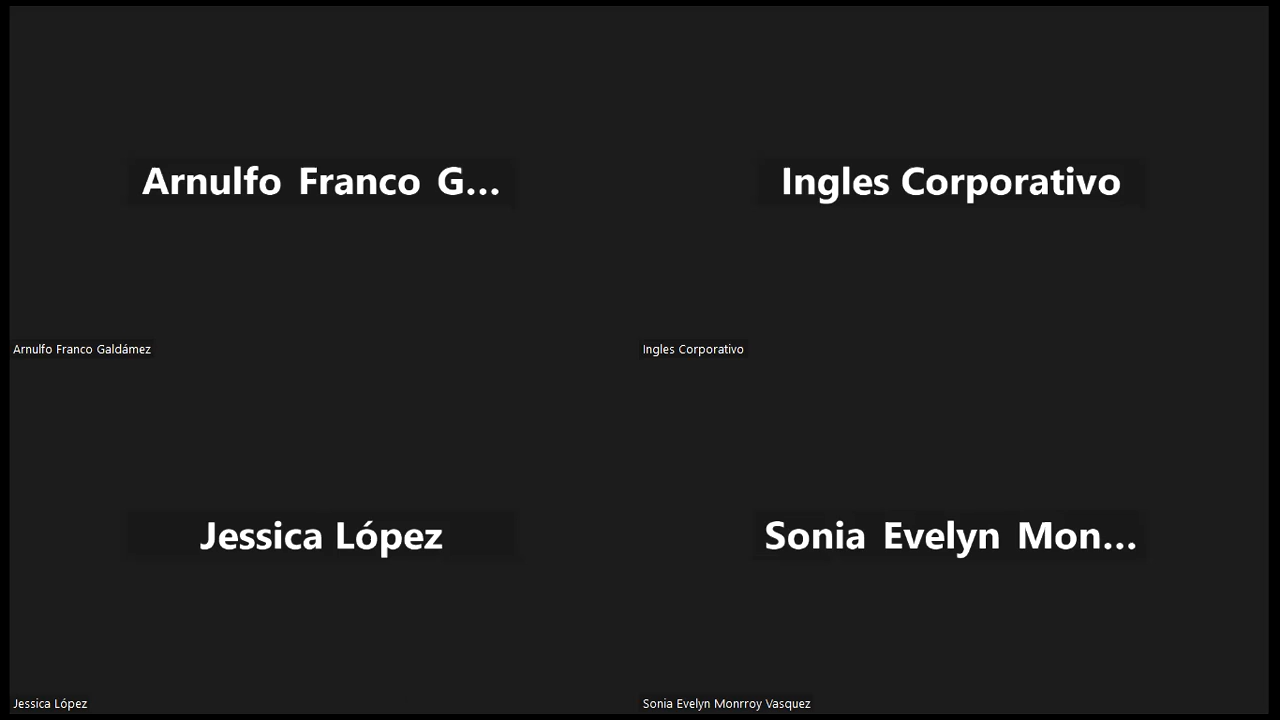 Arnulfo Franco G...
Ingles Corporativo
Arnulfo Franco Galdámez
Ingles Corporativo
Jessica López
Sonia Evelyn Mon...
Jessica López
Sonia Evelyn Monrroy Vasquez